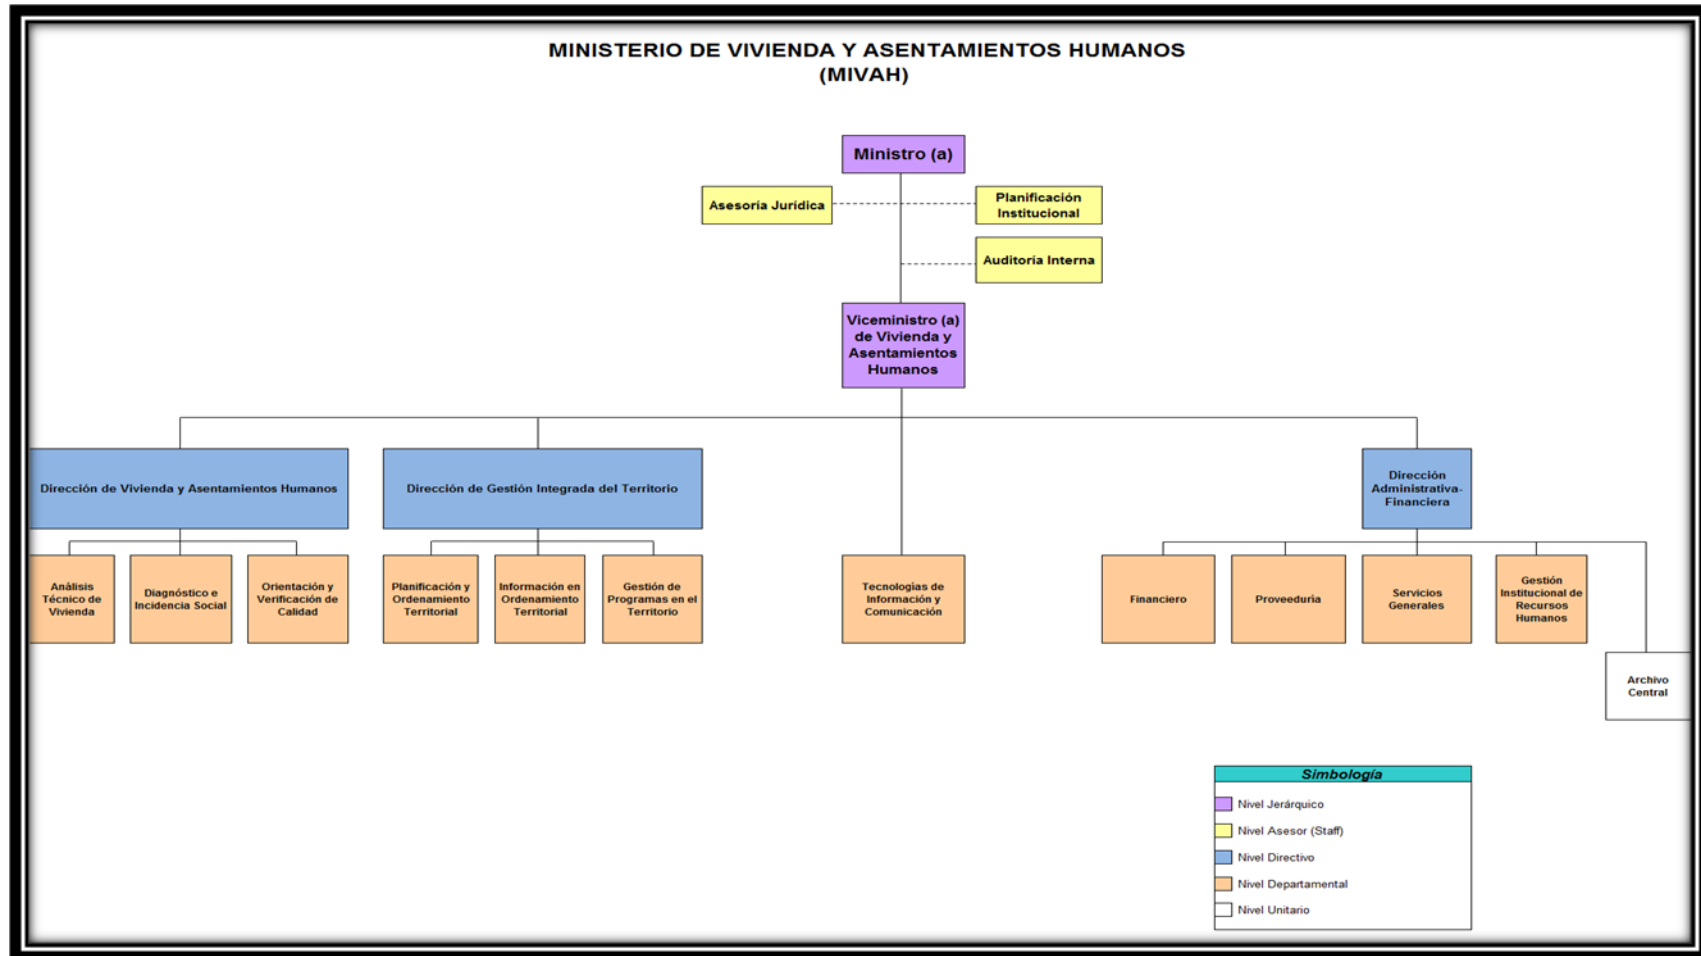 MINISTERIO DE VIVIENDA Y ASENTAMIENTOS HUMANOS
(MIVAH)
Ministro (a)
Asesoría Jurídica
Planificación
Institucional
Auditoría Interna
Viceministro (a)
de Vivienda y
Asentamientos
Humanos
Dirección de Vivienda y Asentamientos Humanos
Dirección de Gestión Integrada del Territorio
Dirección
Administrativa-
Financiera
Análisis
Técnico de
Vivienda
Diagnóstico e
Incidencia Social
Orientación y
Verificación de
Calidad
Planificación y
Ordenamiento
Territorial
Información en
Ordenamiento
Territorial
Gestión de
Programas en el
Territorio
Tecnologías de
Información y
Comunicación
Financiero
Proveeduría
Servicios
Generales
Gestión
Institucional de
Recursos
Humanos
Archivo
Central
Simbología
Nivel Jerárquico
Nivel Asesor (Staff)
Nivel Directivo
Nivel Departamental
Nivel Unitario